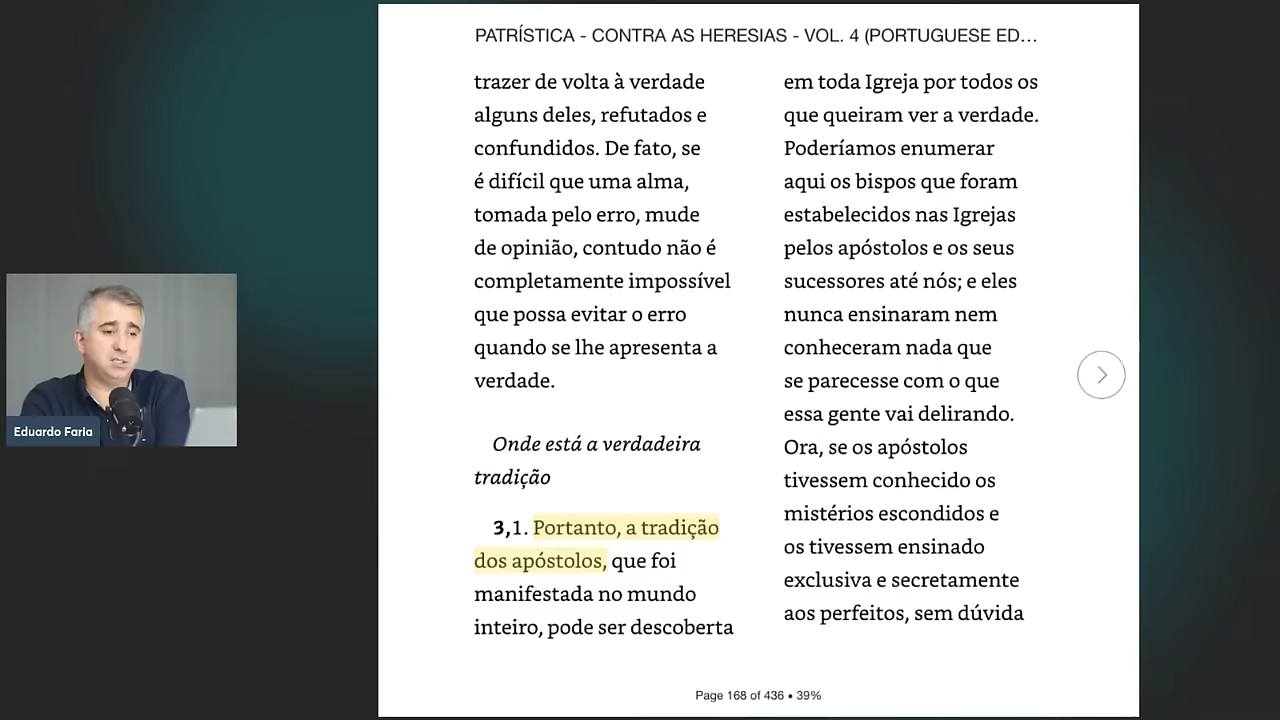 PATRÍSTICA - CONTRA AS HERESIAS - VOL. 4 (PORTUGUESE ED…
trazer de volta à verdade
alguns deles, refutados e
confundidos. De fato, se
é difícil que uma alma,
tomada pelo erro, mude
de opinião, contudo não é
completamente impossível
que possa evitar o erro
quando se lhe apresenta a
verdade.
Onde está a verdadeira
tradição
3,1. Portanto, a tradição
dos apóstolos, que foi
manifestada no mundo
inteiro, pode ser descoberta
em toda Igreja por todos os
que queiram ver a verdade.
Poderíamos enumerar
aqui os bispos que foram
estabelecidos nas Igrejas
pelos apóstolos e os seus
sucessores até nós; e eles
nunca ensinaram nem
conheceram nada que
se parecesse com o que
essa gente vai delirando.
Ora, se os apóstolos
tivessem conhecido os
mistérios escondidos e
os tivessem ensinado
exclusiva e secretamente
aos perfeitos, sem dúvida
Page 168 of 436 • 39%
Eduardo Faria